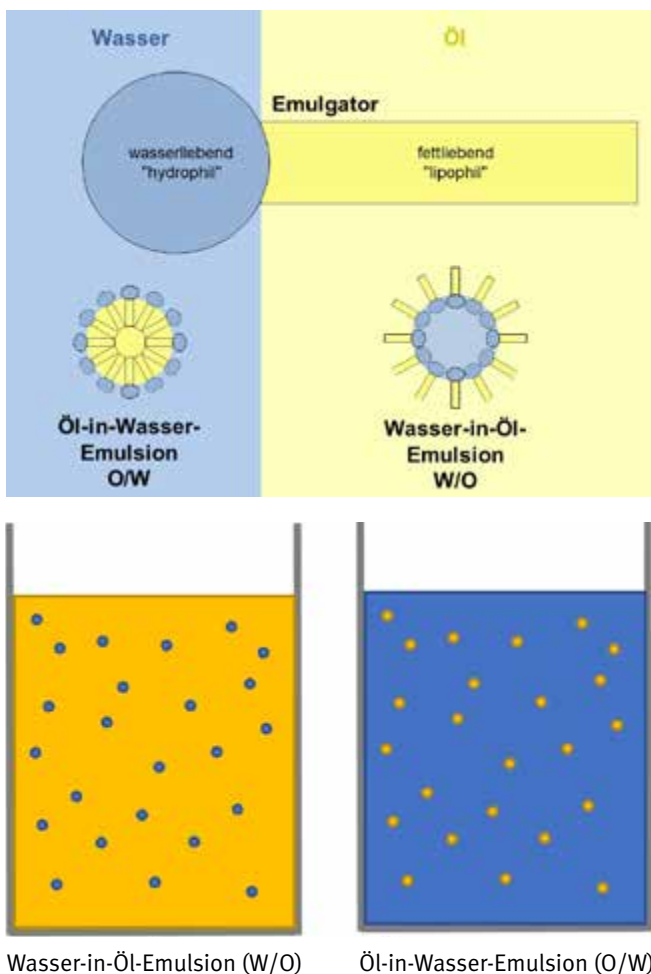 Wasser
Öl
Emulgator
wasserliebend
"hydrophil"
fettliebend
"lipophil"
Öl-in-Wasser-
Emulsion
O/W
Wasser-in-Öl-
Emulsion
W/O
Wasser-in-Öl-Emulsion (W/O)
Öl-in-Wasser-Emulsion (O/W)